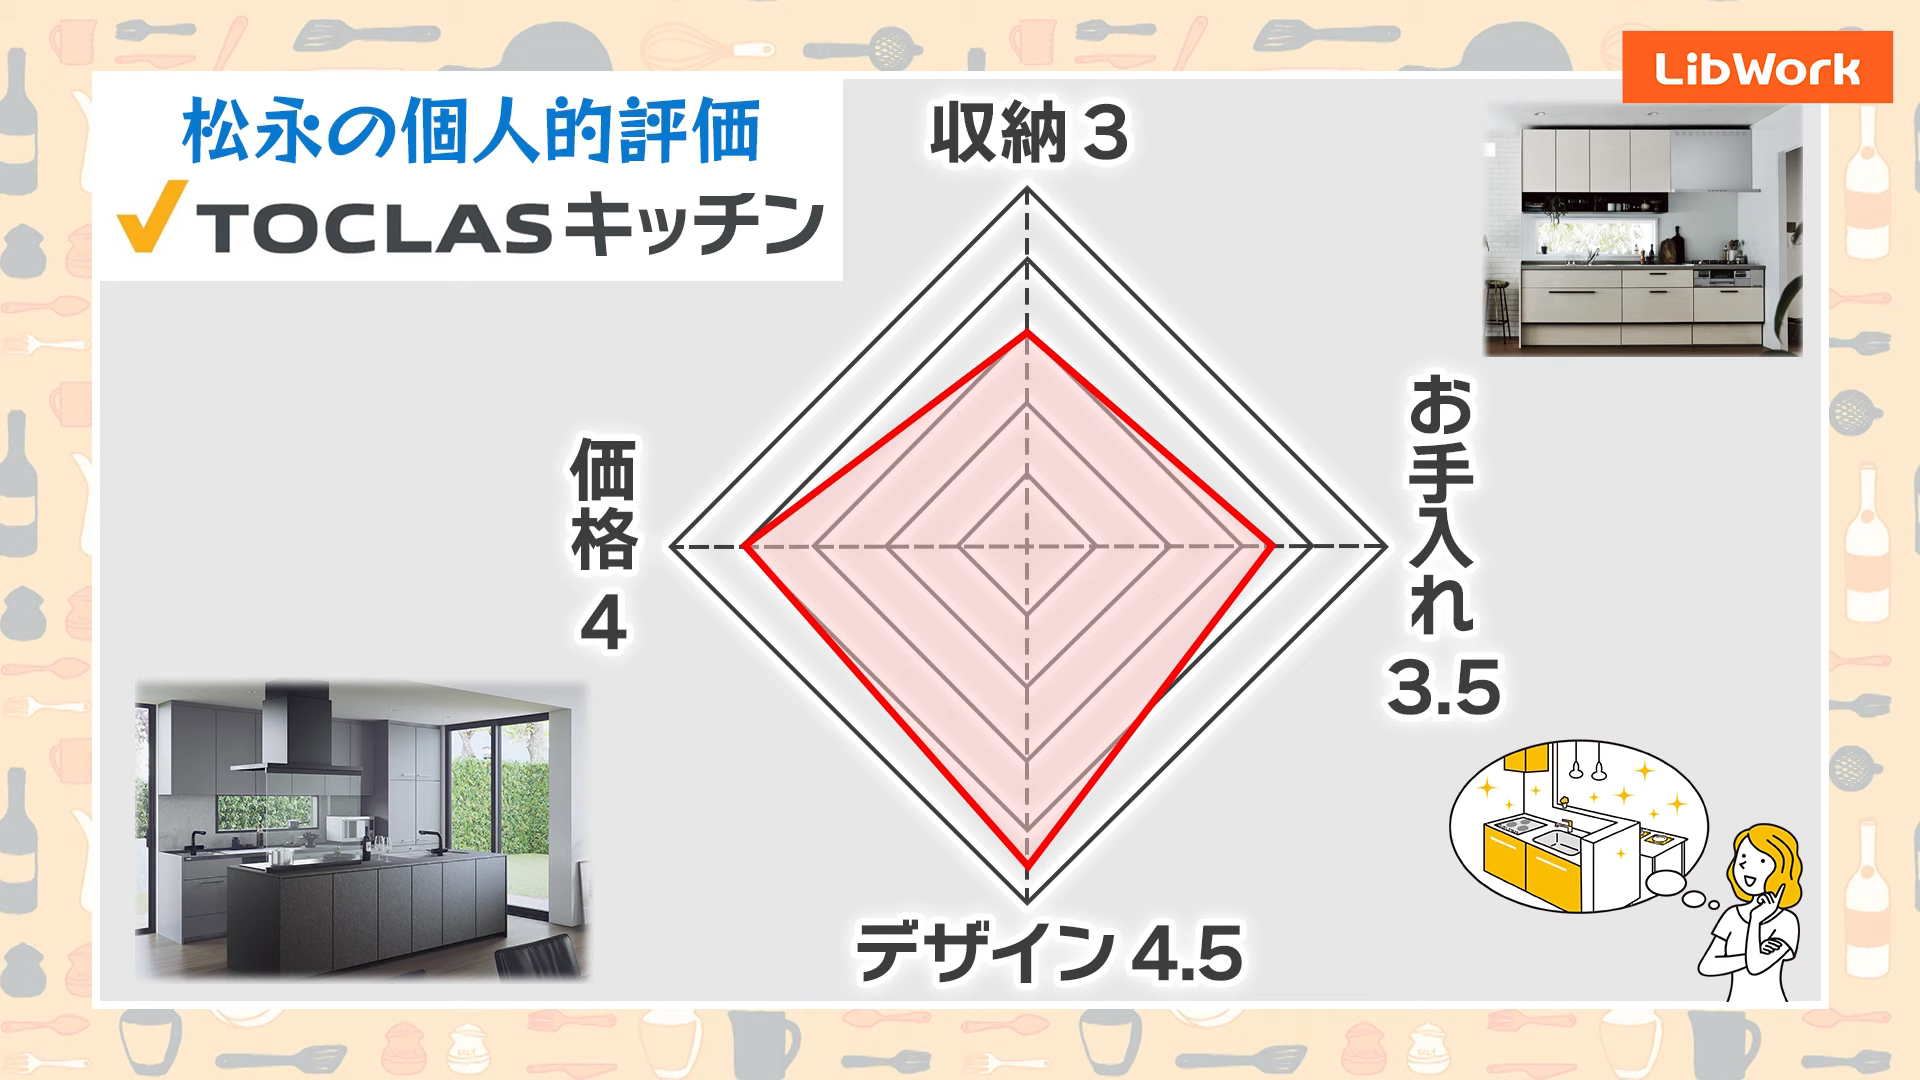 LibWork
松永の個人的評価
TOCLASキッチン
収納 3
お手入れ 3.5
価格 4
デザイン 4.5